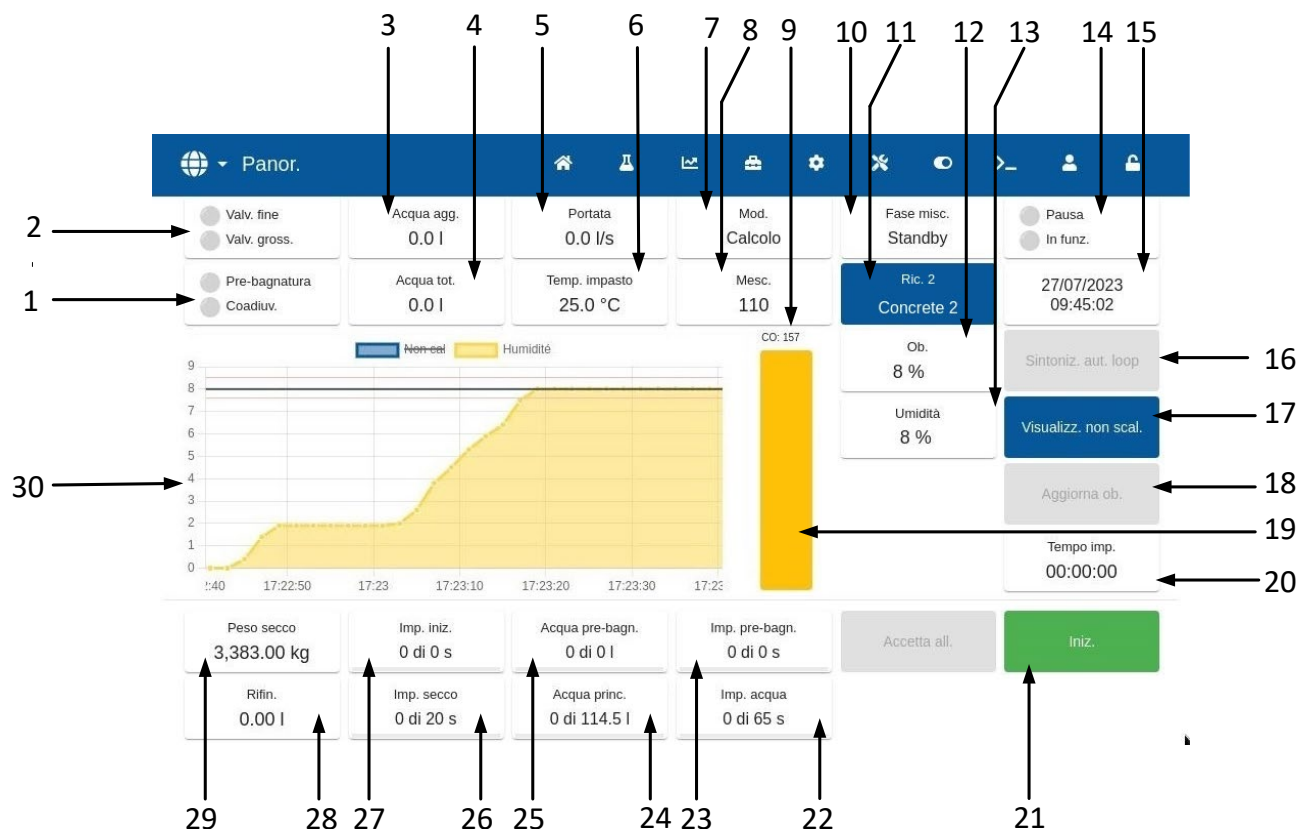 3 4 5 6 7 8 9 10 11 12 13 14 15
Panor.
2
Valv. fine
Valv. gross.
Acqua agg.
0.0 l
Portata
0.0 l/s
Mod.
Calcolo
Fase misc.
Standby
Pausa
In funz.
1
Pre-bagnatura
Coadiuv.
Acqua tot.
0.0 l
Temp. impasto
25.0 °C
Mesc.
110
Ric. 2
Concrete 2
27/07/2023
09:45:02
Non cal
Humidité
CO: 157
Ob.
8 %
Sintoniz. aut. loop
16
Umidità
8 %
Visualizz. non scal.
17
30
9
8
7
6
5
4
3
2
1
0
:40 17:22:50 17:23 17:23:10 17:23:20 17:23:30 17:23
Aggiorna ob.
18
19
Tempo imp.
00:00:00
20
Peso secco
3,383.00 kg
Imp. iniz.
0 di 0 s
Acqua pre-bagn.
0 di 0 l
Imp. pre-bagn.
0 di 0 s
Accetta all.
Iniz.
Rifin.
0.00 l
Imp. secco
0 di 20 s
Acqua princ.
0 di 114.5 l
Imp. acqua
0 di 65 s
29 28 27 26 25 24 23 22 21